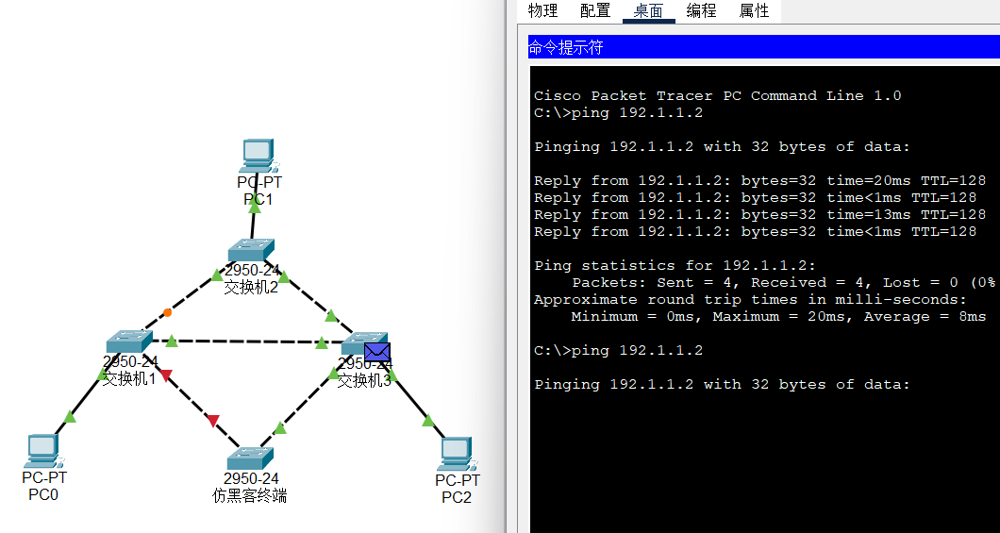 PC-PT
PC1
2950-24
交换机2
2950-24
交换机1
2950-24
交换机3
PC-PT
PC0
2950-24
仿黑客终端
PC-PT
PC2
物理 配置 桌面 编程 属性
命令提示符
Cisco Packet Tracer PC Command Line 1.0
C:\>ping 192.1.1.2
Pinging 192.1.1.2 with 32 bytes of data:
Reply from 192.1.1.2: bytes=32 time=20ms TTL=128
Reply from 192.1.1.2: bytes=32 time<1ms TTL=128
Reply from 192.1.1.2: bytes=32 time=13ms TTL=128
Reply from 192.1.1.2: bytes=32 time<1ms TTL=128
Ping statistics for 192.1.1.2:
Packets: Sent = 4, Received = 4, Lost = 0 (0%
Approximate round trip times in milli-seconds:
Minimum = 0ms, Maximum = 20ms, Average = 8ms
C:\>ping 192.1.1.2
Pinging 192.1.1.2 with 32 bytes of data: